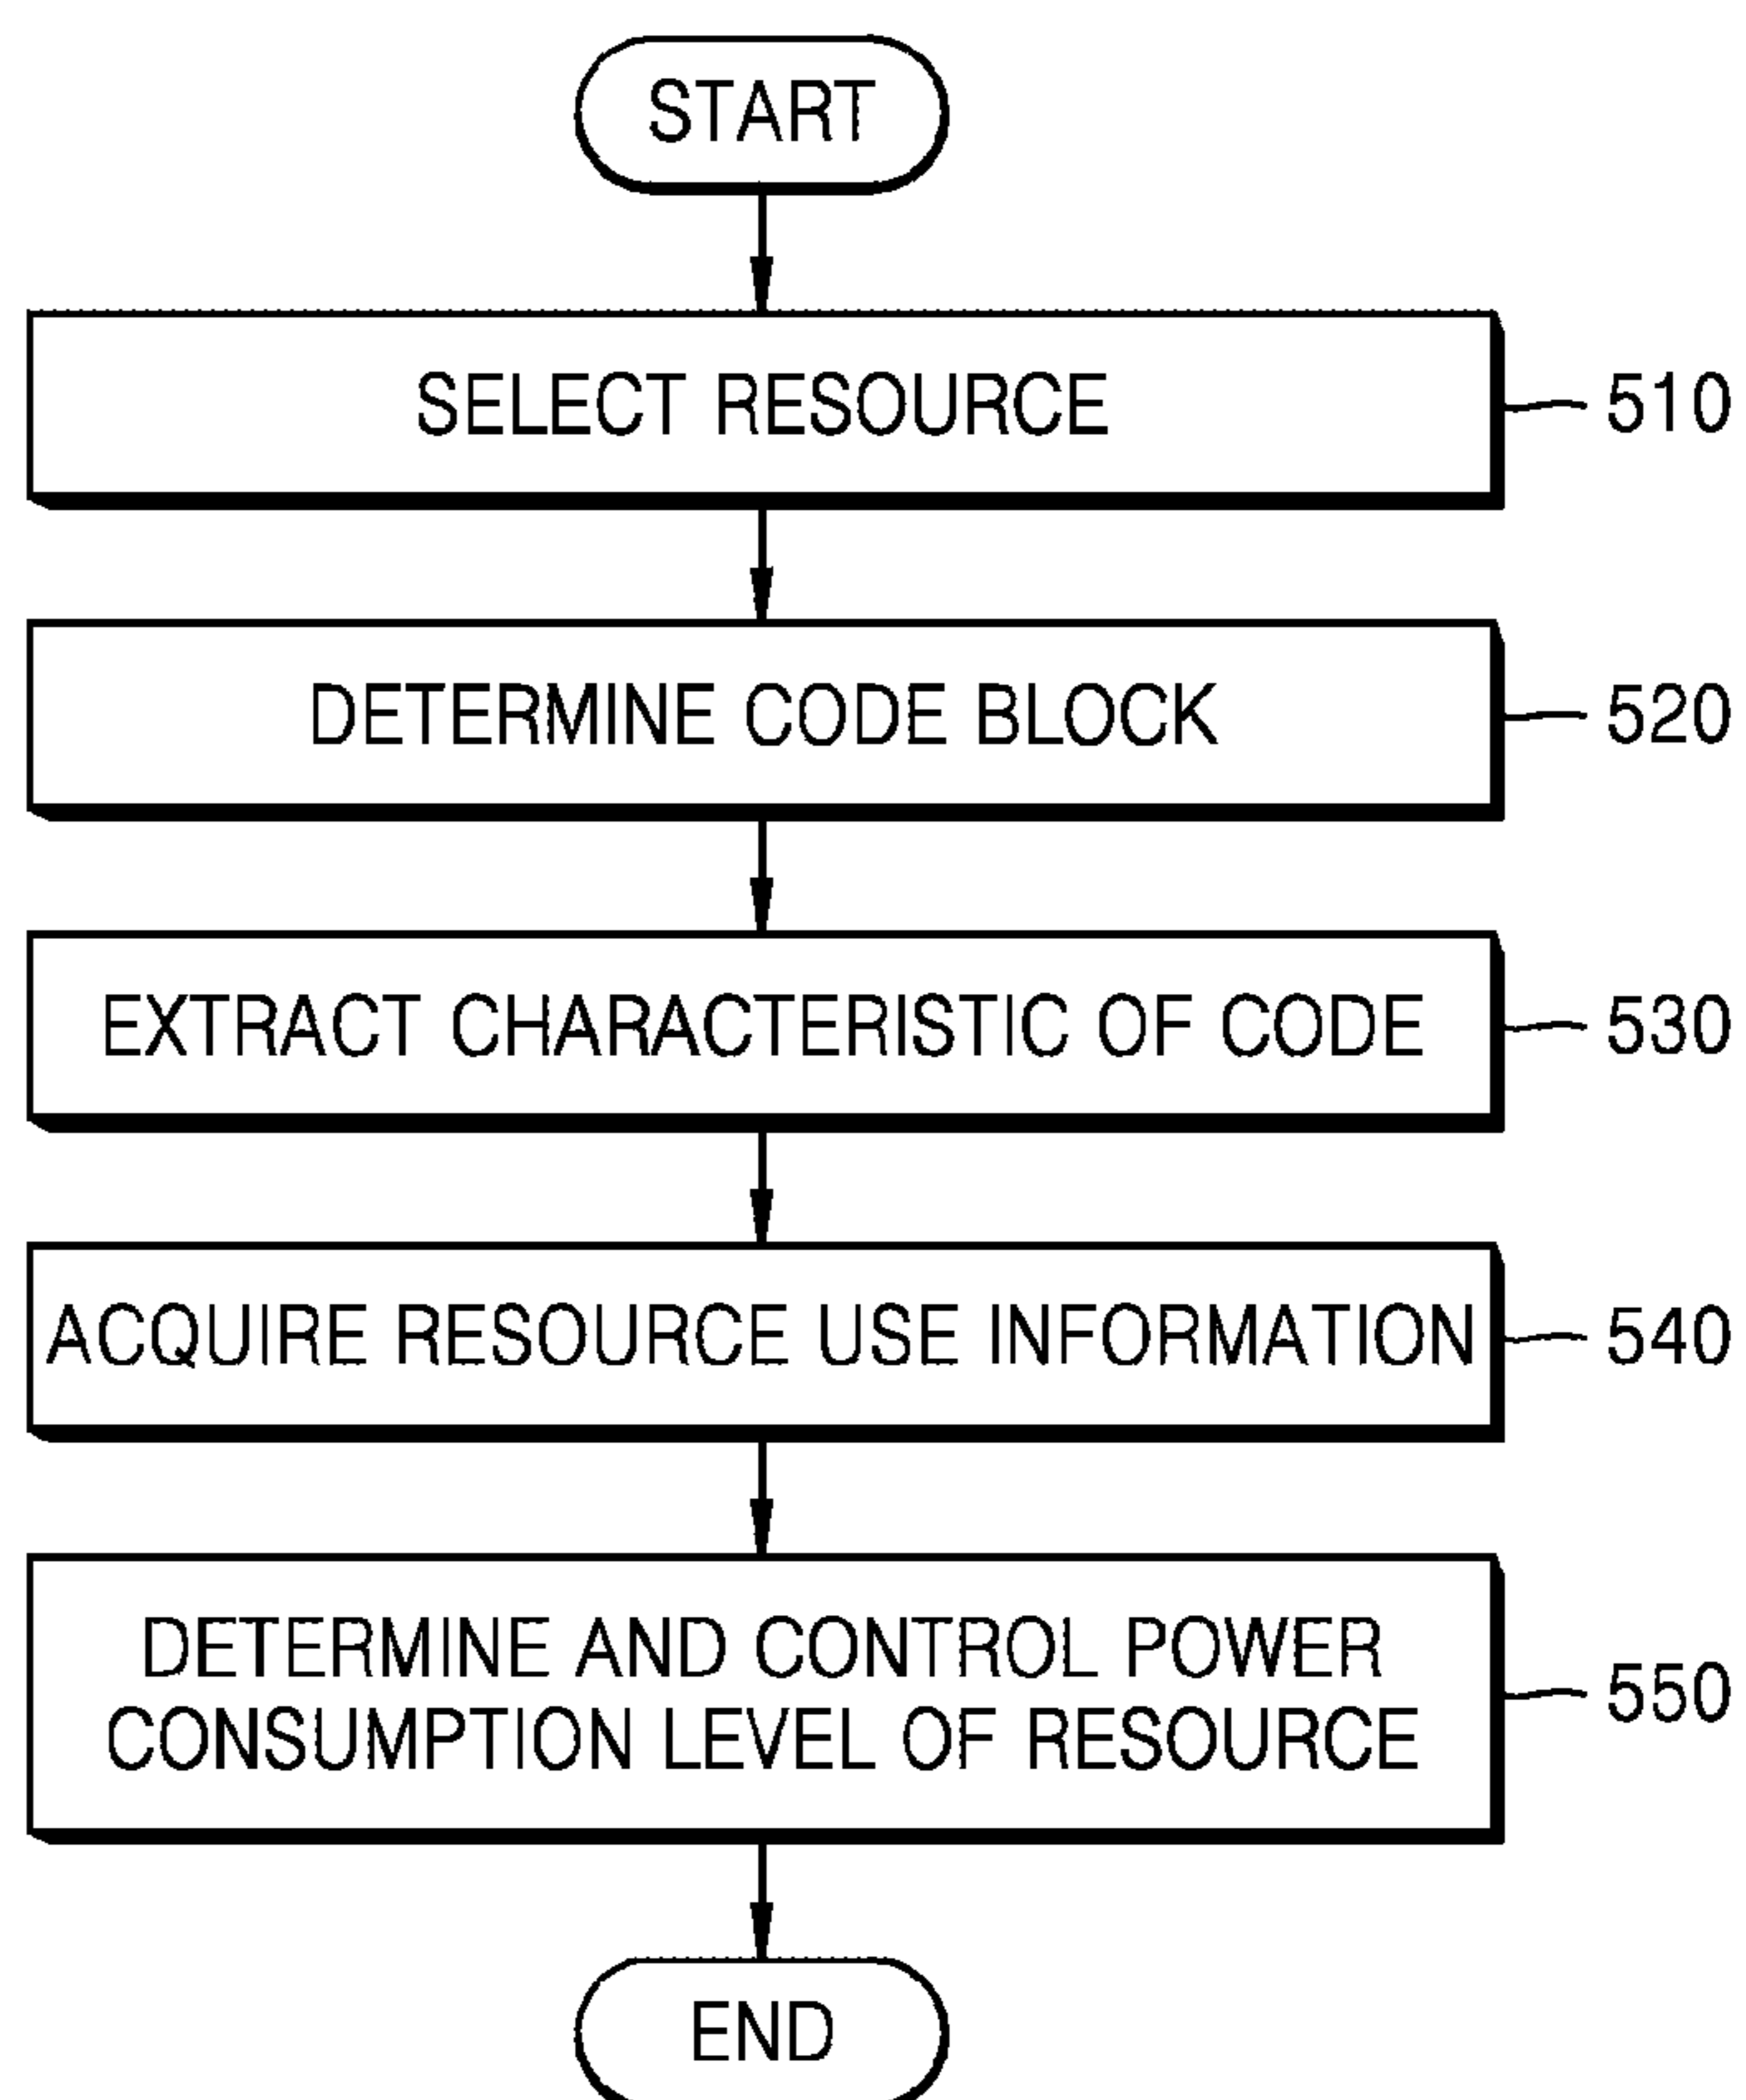 START
SELECT RESOURCE
510
DETERMINE CODE BLOCK
520
EXTRACT CHARACTERISTIC OF CODE
530
ACQUIRE RESOURCE USE INFORMATION
540
DETERMINE AND CONTROL POWER
CONSUMPTION LEVEL OF RESOURCE
550
END